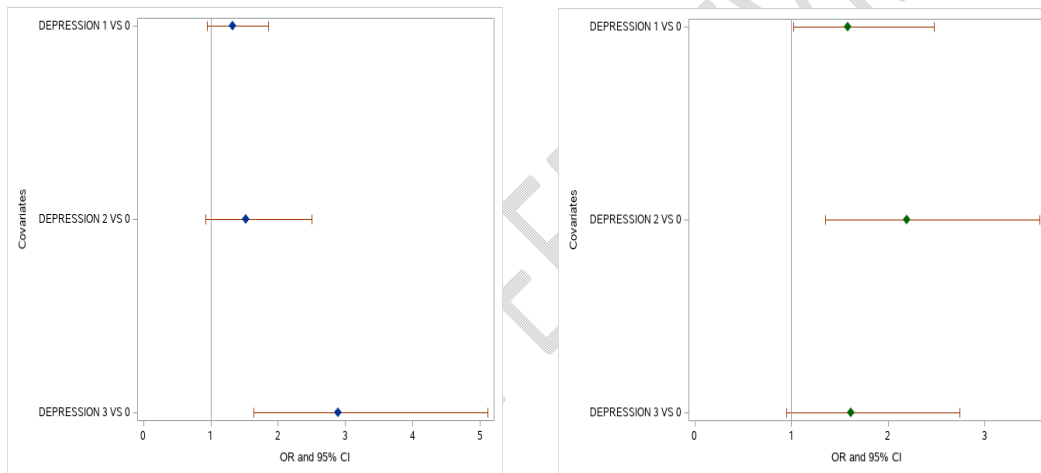 DEPRESSION 1 VS 0
DEPRESSION 2 VS 0
DEPRESSION 3 VS 0
Covariates
0 1 2 3 4 5
OR and 95% CI
DEPRESSION 1 VS 0
DEPRESSION 2 VS 0
DEPRESSION 3 VS 0
Covariates
0 1 2 3
OR and 95% CI